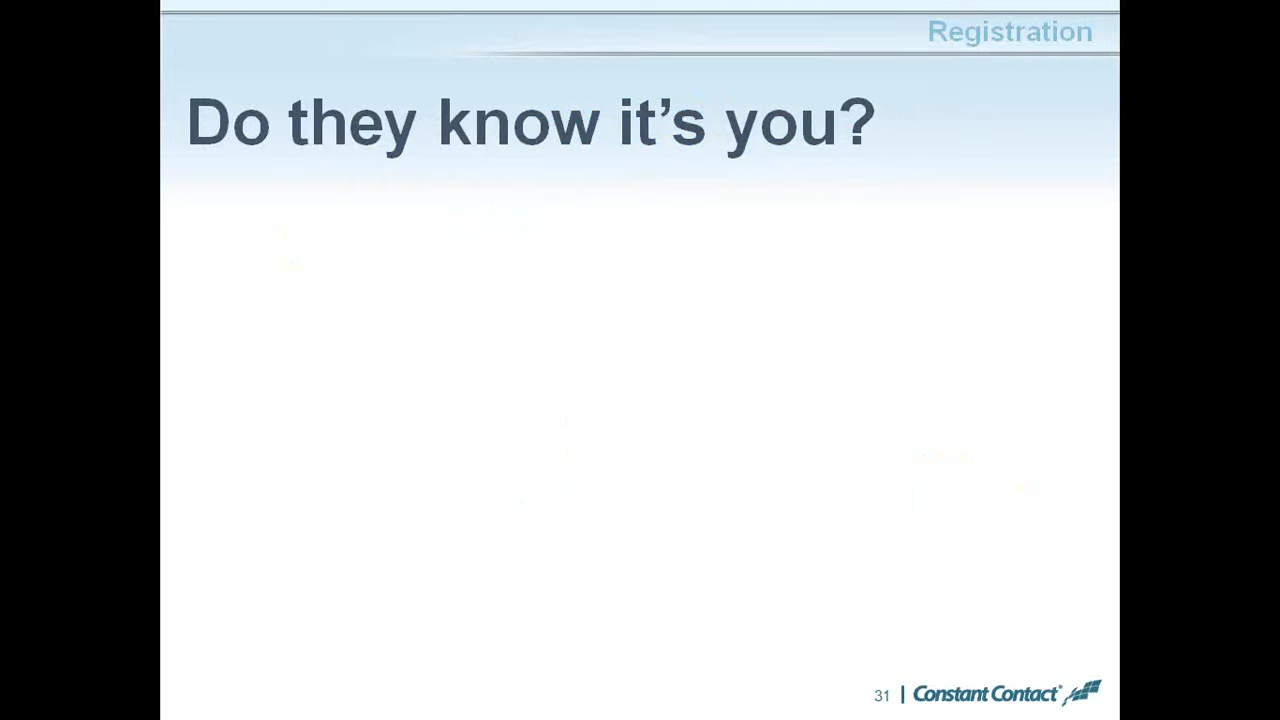 Registration
Do they know it’s you?
31 | Constant Contact®